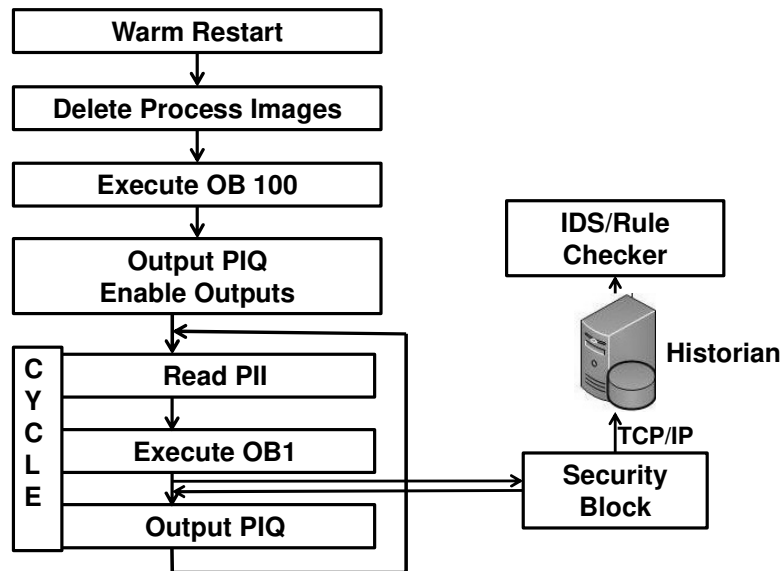 Warm Restart
Delete Process Images
Execute OB 100
Output PIQ
Enable Outputs
CYCLE
Read PII
Execute OB1
Output PIQ
IDS/Rule
Checker
Historian
TCP/IP
Security
Block